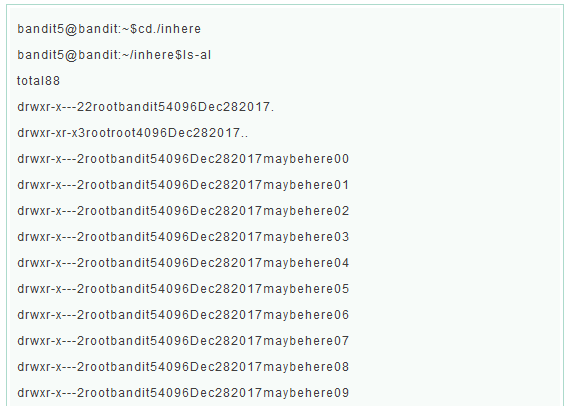 bandit5@bandit:~$cd./inhere
bandit5@bandit:~/inhere$ls-al
total88
drwxr-x---22rootbandit54096Dec282017.
drwxr-xr-x3rootroot4096Dec282017..
drwxr-x---2rootbandit54096Dec282017maybehere00
drwxr-x---2rootbandit54096Dec282017maybehere01
drwxr-x---2rootbandit54096Dec282017maybehere02
drwxr-x---2rootbandit54096Dec282017maybehere03
drwxr-x---2rootbandit54096Dec282017maybehere04
drwxr-x---2rootbandit54096Dec282017maybehere05
drwxr-x---2rootbandit54096Dec282017maybehere06
drwxr-x---2rootbandit54096Dec282017maybehere07
drwxr-x---2rootbandit54096Dec282017maybehere08
drwxr-x---2rootbandit54096Dec282017maybehere09